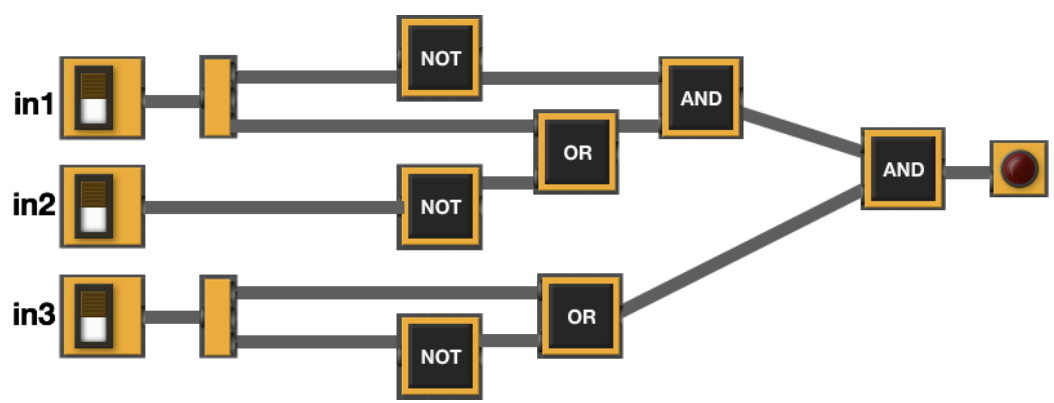 NOT
in1
AND
OR
AND
in2
NOT
in3
OR
NOT